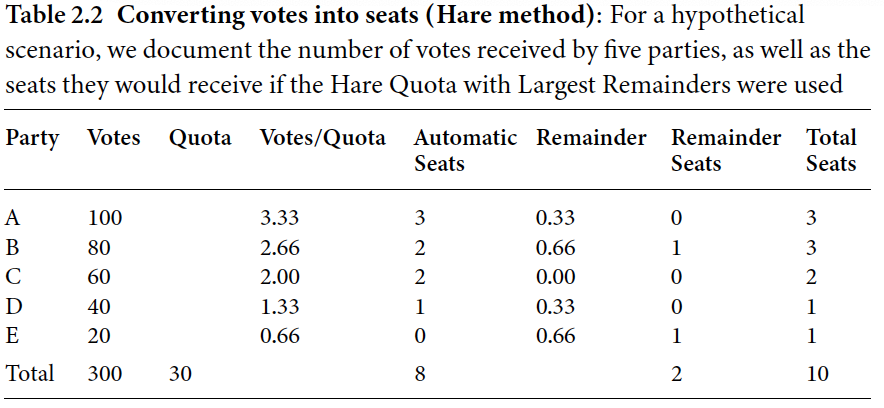 Table 2.2 Converting votes into seats (Hare method): For a hypothetical
scenario, we document the number of votes received by five parties, as well as the
seats they would receive if the Hare Quota with Largest Remainders were used
Party Votes Quota Votes/Quota Automatic Seats Remainder Remainder Seats Total Seats
A 100 3.33 3 0.33 0 3
B 80 2.66 2 0.66 1 3
C 60 2.00 2 0.00 0 2
D 40 1.33 1 0.33 0 1
E 20 0.66 0 0.66 1 1
Total 300 30 8 2 10